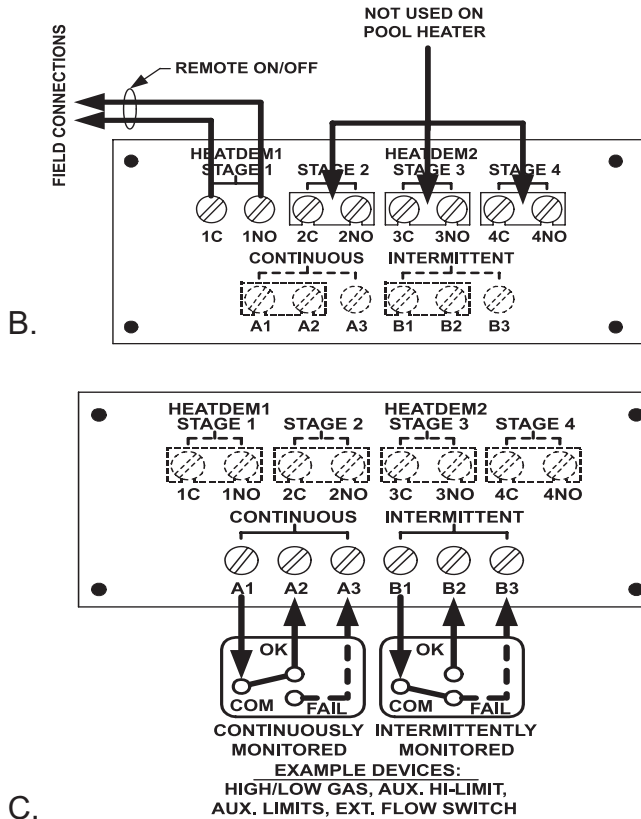 NOT USED ON
POOL HEATER
REMOTE ON/OFF
FIELD CONNECTIONS
HEATDEM1 HEATDEM2
STAGE 1 STAGE 2 STAGE 3 STAGE 4
1C 1NO 2C 2NO 3C 3NO 4C 4NO
CONTINUOUS INTERMITTENT
A1 A2 A3 B1 B2 B3
B.
HEATDEM1 HEATDEM2
STAGE 1 STAGE 2 STAGE 3 STAGE 4
1C 1NO 2C 2NO 3C 3NO 4C 4NO
CONTINUOUS INTERMITTENT
A1 A2 A3 B1 B2 B3
OK OK
COM FAIL COM FAIL
CONTINUOUSLY INTERMITTENTLY
MONITORED MONITORED
EXAMPLE DEVICES:
HIGH/LOW GAS, AUX. HI-LIMIT,
AUX. LIMITS, EXT. FLOW SWITCH
C.